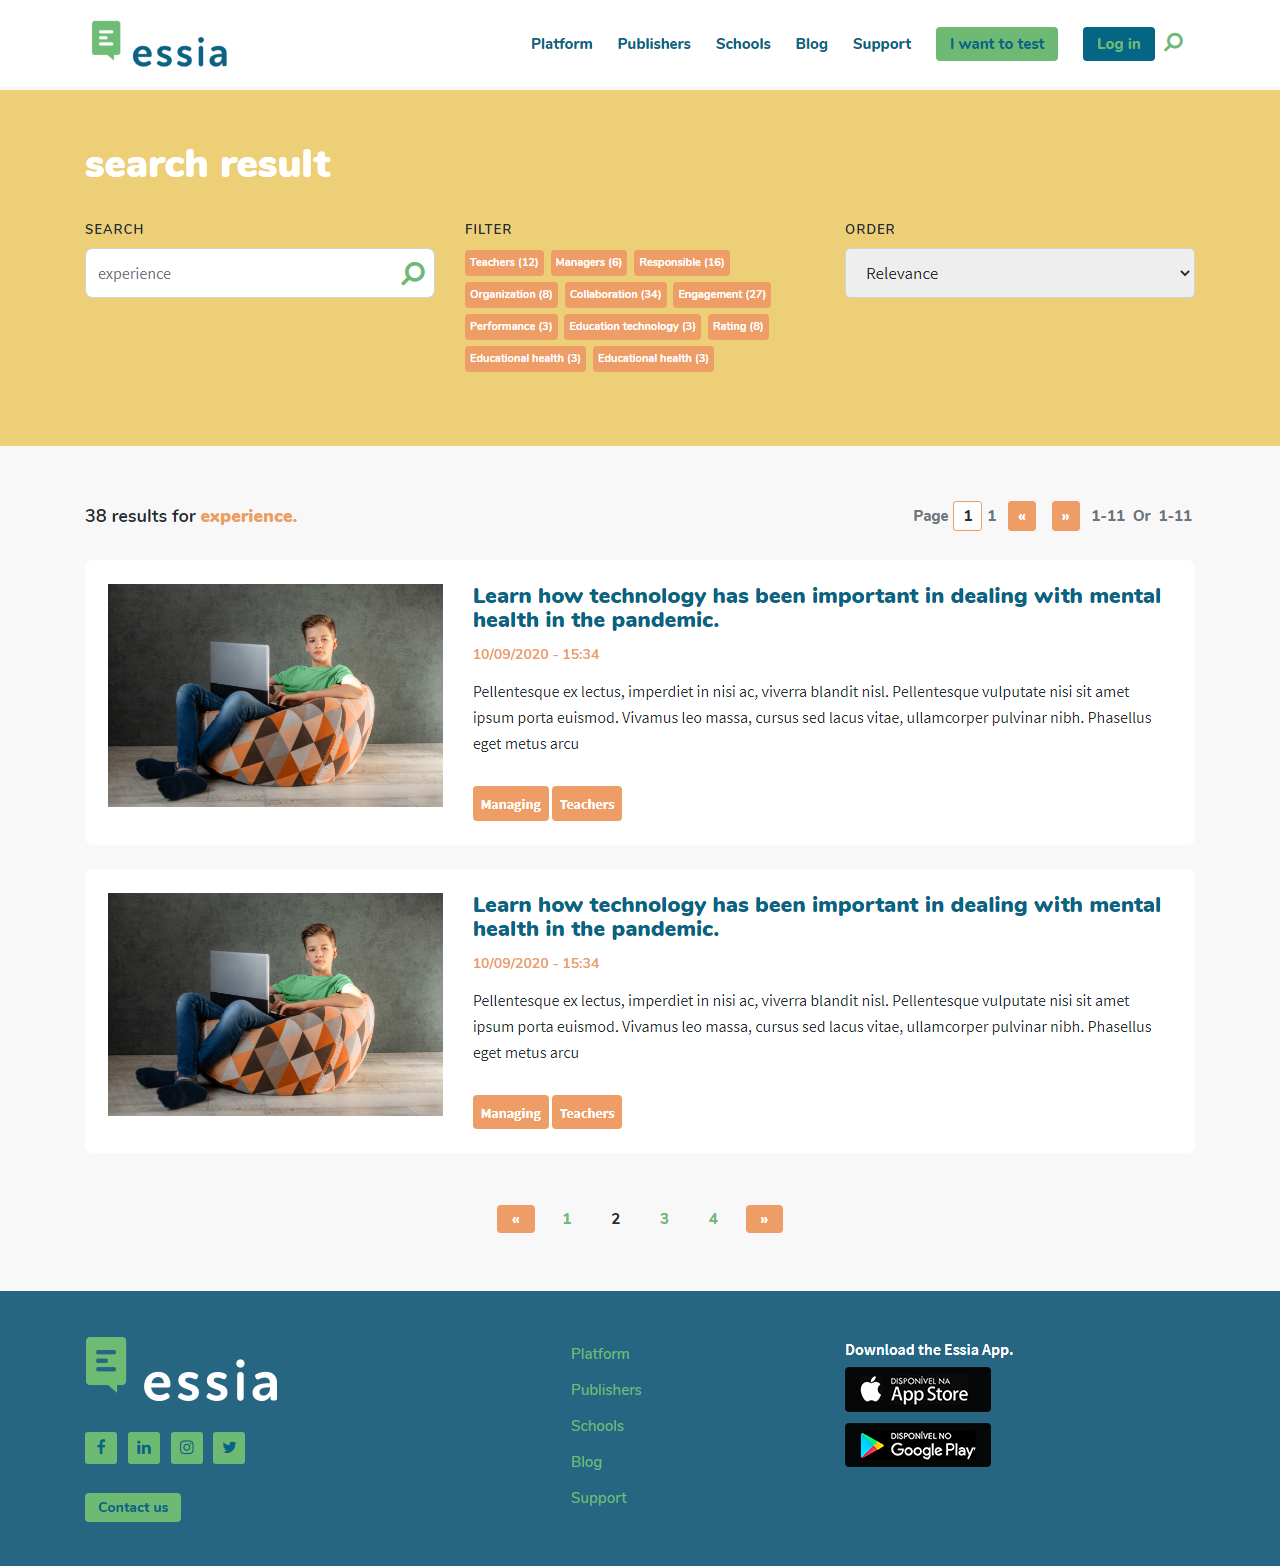 essia
Platform Publishers Schools Blog Support I want to test Log in
search result
SEARCH
experience
FILTER
Teachers (12) Managers (6) Responsible (16)
Organization (8) Collaboration (34) Engagement (27)
Performance (3) Education technology (3) Rating (8)
Educational health (3) Educational health (3)
ORDER
Relevance
38 results for experience.
Page 1 1 « » 1-11 Or 1-11
Learn how technology has been important in dealing with mental
health in the pandemic.
10/09/2020 - 15:34
Pellentesque ex lectus, imperdiet in nisi ac, viverra blandit nisl. Pellentesque vulputate nisi sit amet
ipsum porta euismod. Vivamus leo massa, cursus sed lacus vitae, ullamcorper pulvinar nibh. Phasellus
eget metus arcu
Managing Teachers
Learn how technology has been important in dealing with mental
health in the pandemic.
10/09/2020 - 15:34
Pellentesque ex lectus, imperdiet in nisi ac, viverra blandit nisl. Pellentesque vulputate nisi sit amet
ipsum porta euismod. Vivamus leo massa, cursus sed lacus vitae, ullamcorper pulvinar nibh. Phasellus
eget metus arcu
Managing Teachers
« 1 2 3 4 »
essia
Contact us
Platform
Publishers
Schools
Blog
Support
Download the Essia App.
DISPONÍVEL NA
App Store
DISPONÍVEL NO
Google Play